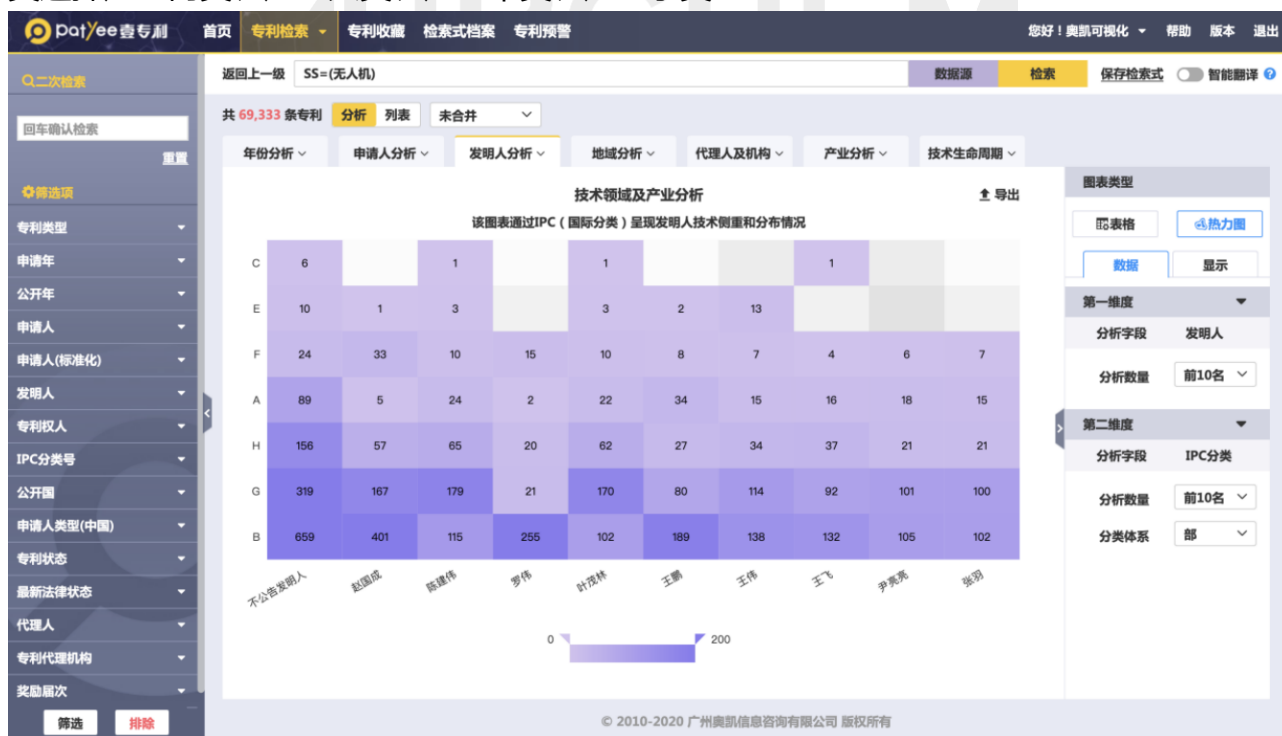 patyee壹专利 首页 专利检索 专利收藏 检索式档案 专利预警 您好！奥凯可视化 帮助 版本 退出
二次检索
返回上一级 SS=(无人机) 数据源 检索 保存检索式 智能翻译
共 69,333 条专利 分析 列表 未合并
回车确认检索
重置
年份分析 申请人分析 发明人分析 地域分析 代理人及机构 产业分析 技术生命周期
筛选项
专利类型
申请年
公开年
申请人
申请人(标准化)
发明人
专利权人
IPC分类号
公开国
申请人类型(中国)
专利状态
最新法律状态
代理人
专利代理机构
奖励届次
筛选 排除
技术领域及产业分析 导出
该图表通过IPC（国际分类）呈现发明人技术侧重和分布情况
C 6 1 1 1
E 10 1 3 3 2 13
F 24 33 10 15 10 8 7 4 6 7
A 89 5 24 2 22 34 15 16 18 15
H 156 57 65 20 62 27 34 37 21 21
G 319 167 179 21 170 80 114 92 101 100
B 659 401 115 255 102 189 138 132 105 102
不公告发明人 赵国成 陈建伟 罗伟 叶茂林 王鹏 王伟 王飞 尹亮亮 张羽
0 200
图表类型
表格 热力图
数据 显示
第一维度
分析字段 发明人
分析数量 前10名
第二维度
分析字段 IPC分类
分析数量 前10名
分类体系 部
© 2010-2020 广州奥凯信息咨询有限公司 版权所有